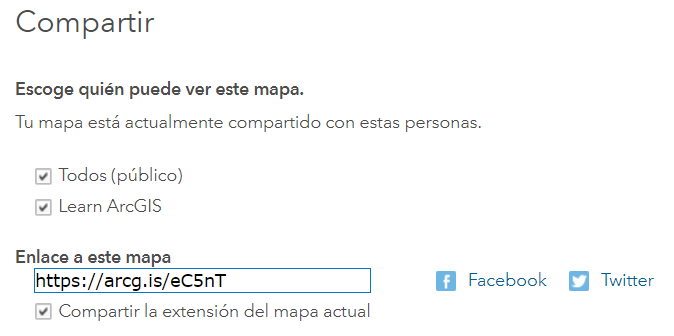 Compartir
Escoge quién puede ver este mapa.
Tu mapa está actualmente compartido con estas personas.
Todos (público)
Learn ArcGIS
Enlace a este mapa
https://arcg.is/eC5nT
Facebook
Twitter
Compartir la extensión del mapa actual